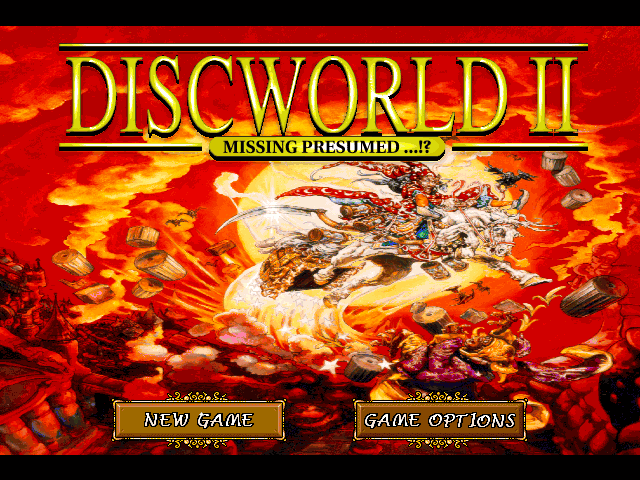 DISCWORLD II
MISSING PRESUMED ...!?
NEW GAME
GAME OPTIONS